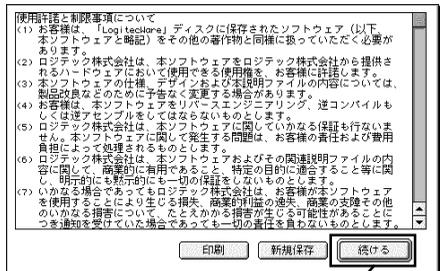 使用許諾と制限事項について
(1) お客様は、「LogitecWare」ディスクに保存されたソフトウェア（以下、
本ソフトウェアと略記）をその他の著作物と同様に扱っていただく必要が
あります。
(2) ロジテック株式会社は、本ソフトウェアをロジテック株式会社から提供さ
れるハードウェアにおいて使用できる使用権を、お客様に許諾します。
(3) 本ソフトウェアの仕様、デザインおよび本説明ファイルの内容については、
製品改良などのために予告なく変更する場合があります。
(4) お客様は、本ソフトウェアをリバースエンジニアリング、逆コンパイルも
しくは逆アセンブルをしてはならないものとします。
(5) ロジテック株式会社は、本ソフトウェアに関していかなる保証も行ないま
せん。本ソフトウェアに関して発生する問題は、お客様の責任および費用
負担によって処理されるものとします。
(6) ロジテック株式会社は、本ソフトウェアおよびその関連説明ファイルの内
容に関して、商業的に有用であること、特定の目的に適合すること等に関
し、明示的にも黙示的にも一切の保証をしないものとします。
(7) いかなる場合であってもロジテック株式会社は、お客様が本ソフトウェア
を使用することにより生じる損失、商業的利益の逸失、商業の支障その他
のいかなる損害について、たとえかかる損害が生じる可能性があることに
つき通知を受けていた場合であっても一切の責任を負わないものとします。
印刷 新規保存 続ける